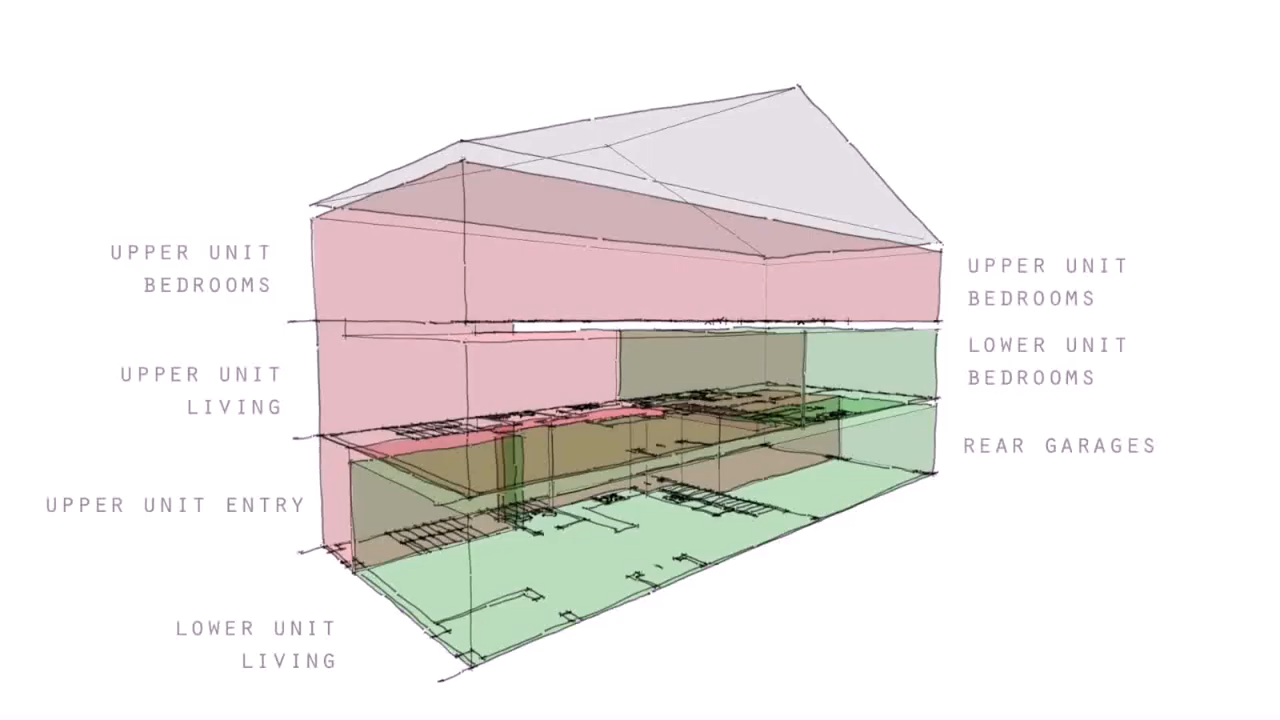 UPPER UNIT
BEDROOMS
UPPER UNIT
LIVING
UPPER UNIT ENTRY
LOWER UNIT
LIVING
UPPER UNIT
BEDROOMS
LOWER UNIT
BEDROOMS
REAR GARAGES